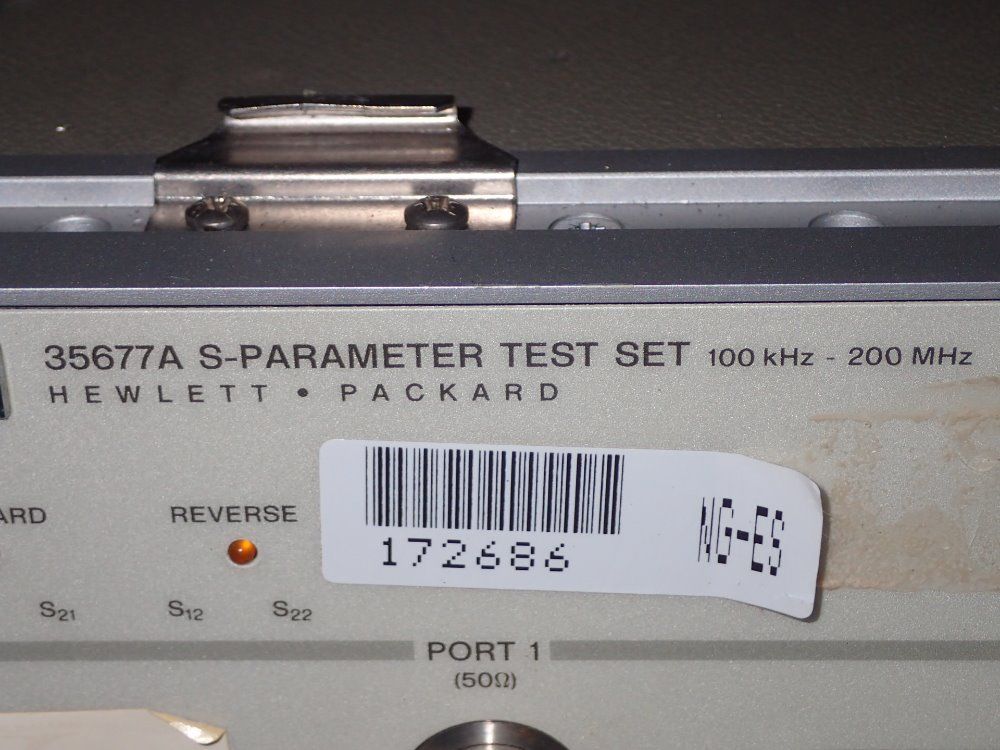 35677A S-PARAMETER TEST SET 100 kHz - 200 MHz
HEWLETT • PACKARD
172686
NG-ES
ARD REVERSE
S21 S12 S22
PORT 1
(50Ω)